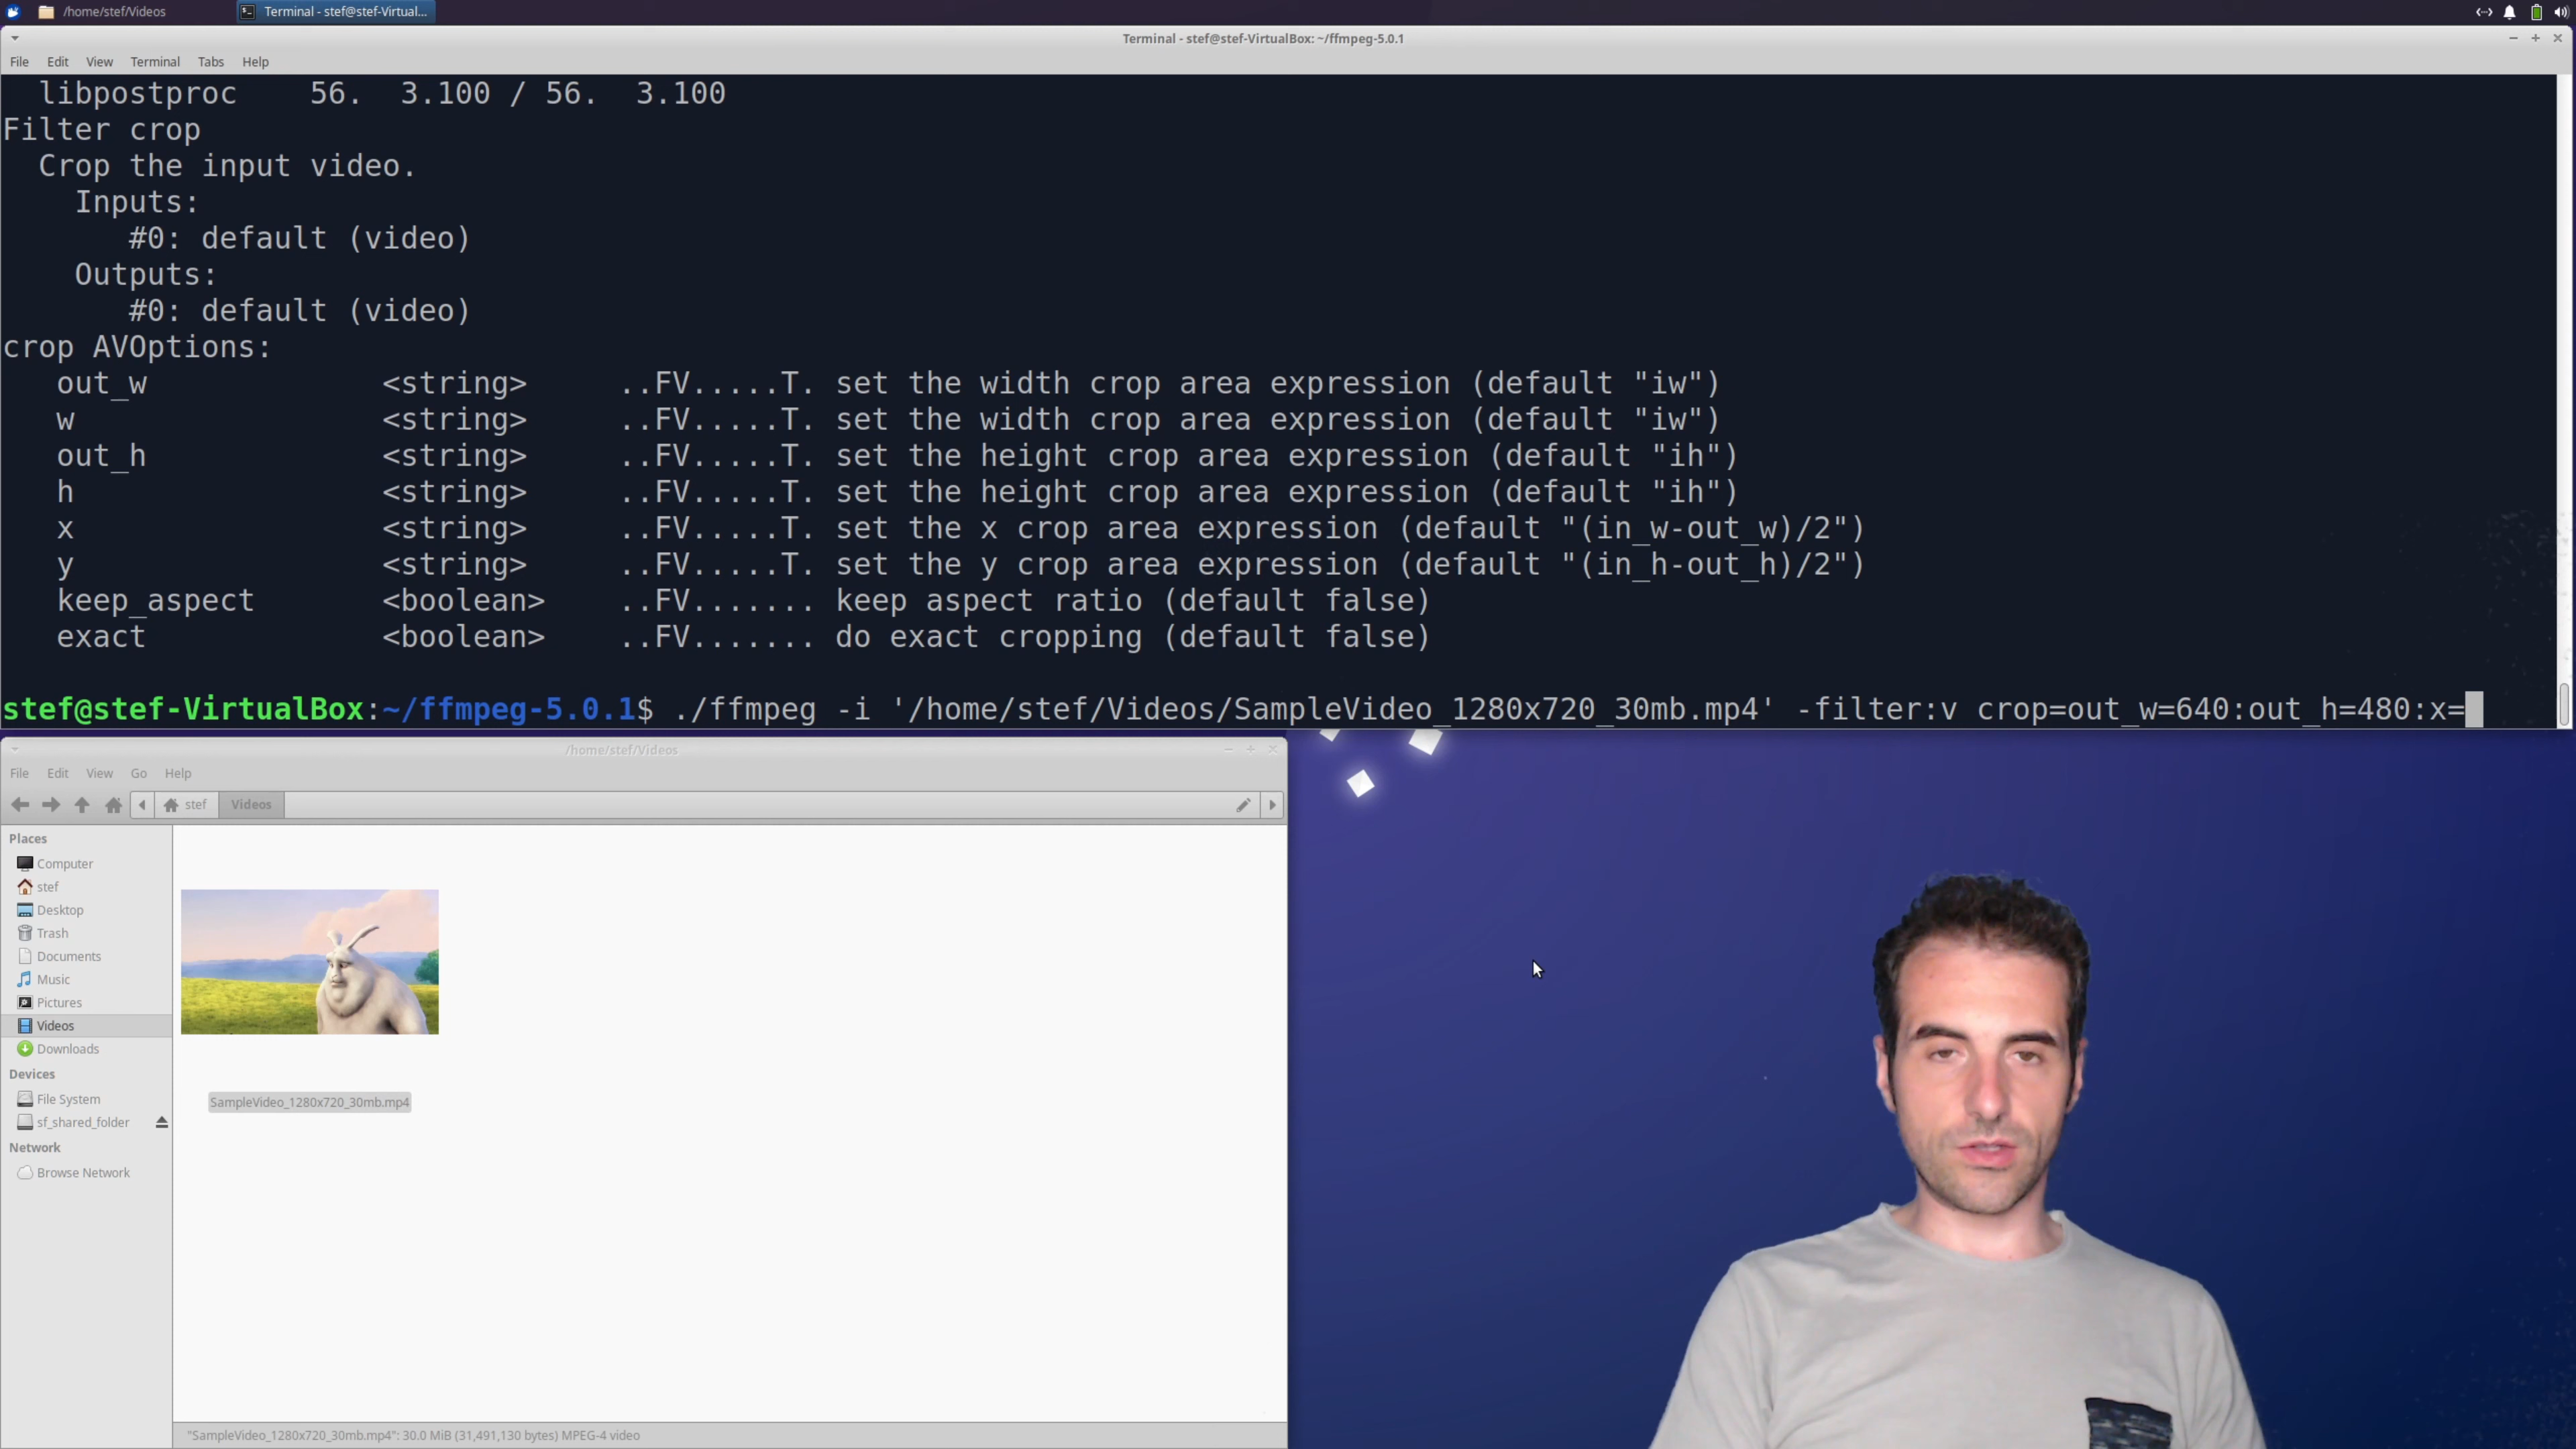 /home/stef/Videos
Terminal - stef@stef-Virtual...
Terminal - stef@stef-VirtualBox: ~/ffmpeg-5.0.1
File Edit View Terminal Tabs Help
libpostproc 56. 3.100 / 56. 3.100
Filter crop
Crop the input video.
Inputs:
#0: default (video)
Outputs:
#0: default (video)
crop AVOptions:
out_w <string> ..FV.....T. set the width crop area expression (default "iw")
w <string> ..FV.....T. set the width crop area expression (default "iw")
out_h <string> ..FV.....T. set the height crop area expression (default "ih")
h <string> ..FV.....T. set the height crop area expression (default "ih")
x <string> ..FV.....T. set the x crop area expression (default "(in_w-out_w)/2")
y <string> ..FV.....T. set the y crop area expression (default "(in_h-out_h)/2")
keep_aspect <boolean> ..FV....... keep aspect ratio (default false)
exact <boolean> ..FV....... do exact cropping (default false)
stef@stef-VirtualBox:~/ffmpeg-5.0.1$ ./ffmpeg -i '/home/stef/Videos/SampleVideo_1280x720_30mb.mp4' -filter:v crop=out_w=640:out_h=480:x=
/home/stef/Videos
File Edit View Go Help
stef Videos
Places
Computer
stef
Desktop
Trash
Documents
Music
Pictures
Videos
Downloads
Devices
File System
sf_shared_folder
Network
Browse Network
SampleVideo_1280x720_30mb.mp4
"SampleVideo_1280x720_30mb.mp4": 30.0 MiB (31,491,130 bytes) MPEG-4 video